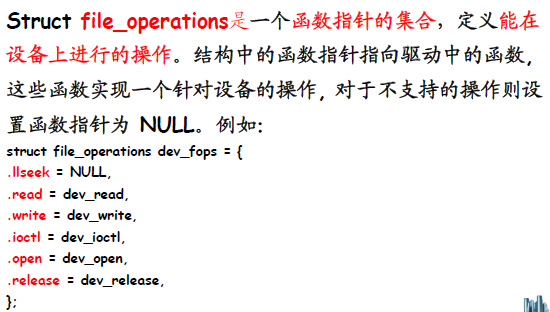 Struct file_operations是一个函数指针的集合，定义能在
设备上进行的操作。结构中的函数指针指向驱动中的函数，
这些函数实现一个针对设备的操作, 对于不支持的操作则设
置函数指针为 NULL。例如:
struct file_operations dev_fops = {
.llseek = NULL,
.read = dev_read,
.write = dev_write,
.ioctl = dev_ioctl,
.open = dev_open,
.release = dev_release,
};